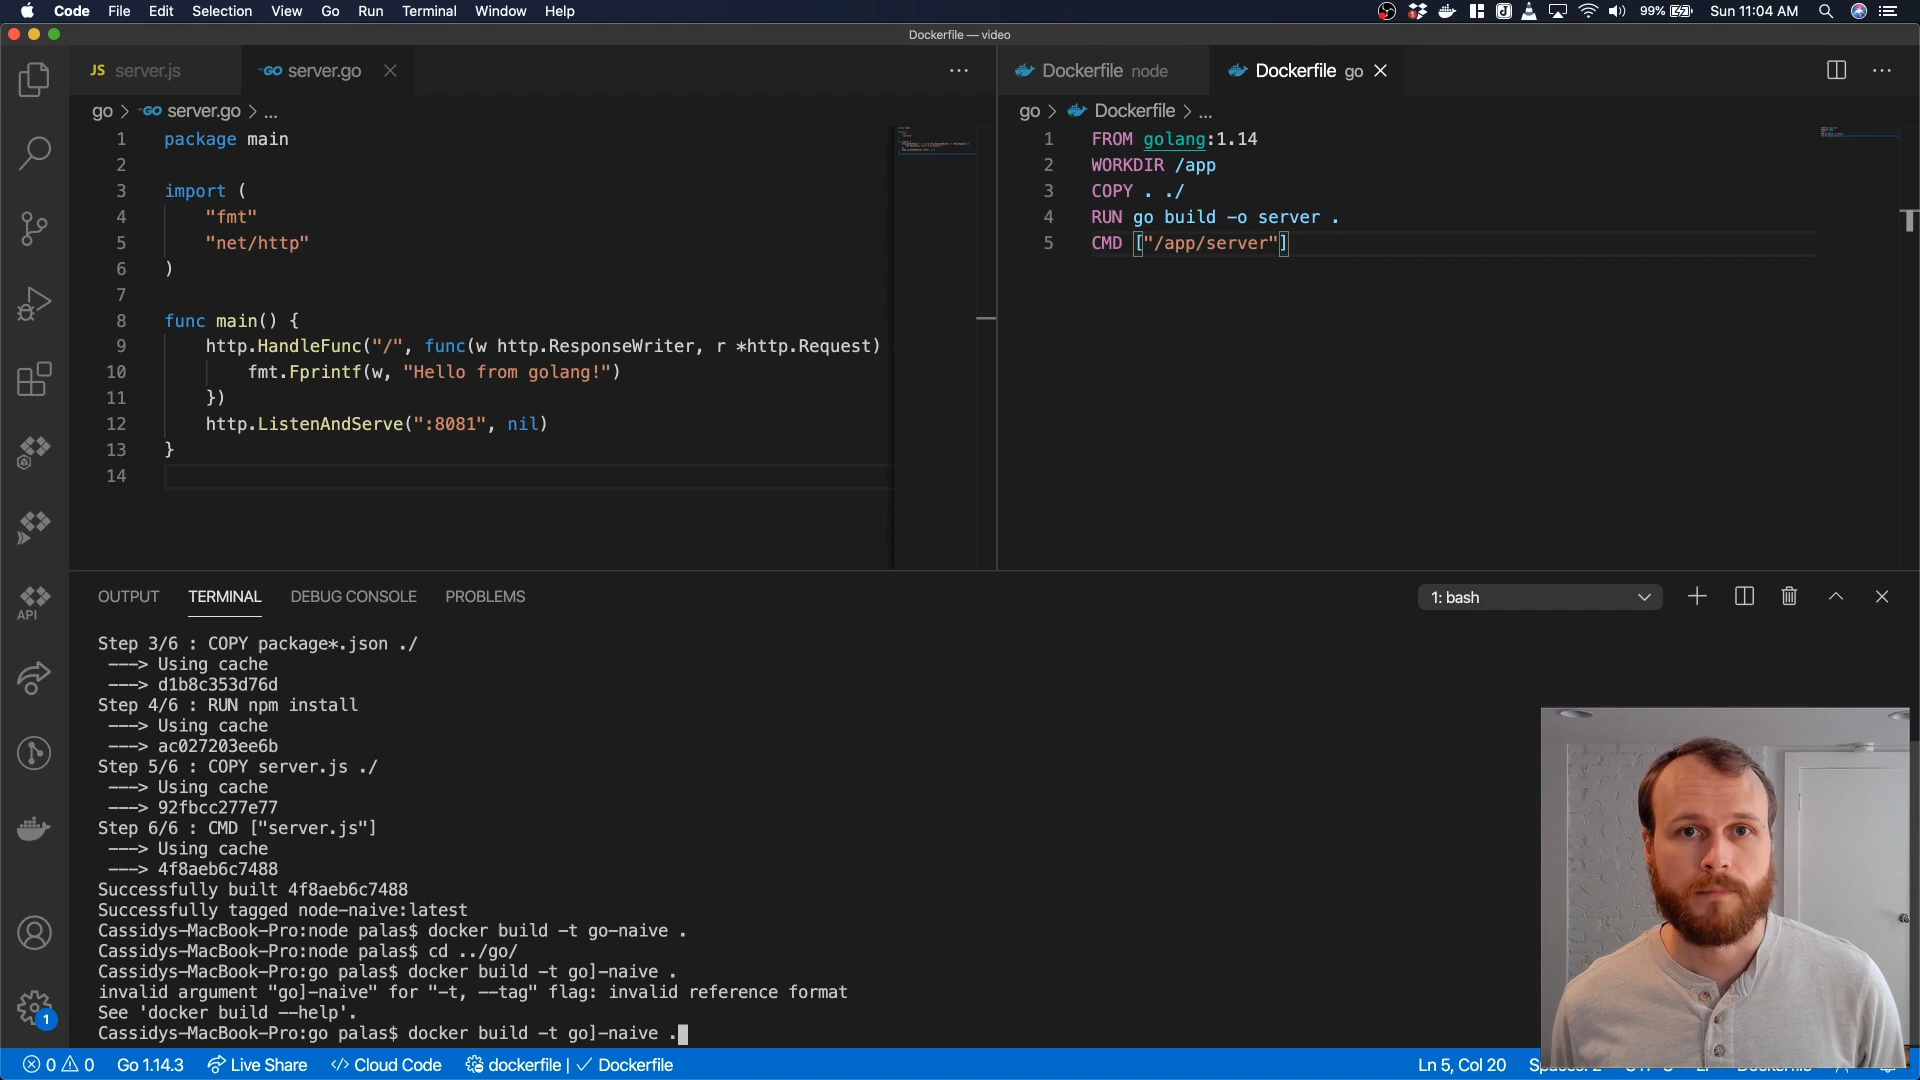 Code File Edit Selection View Go Run Terminal Window Help
99% Sun 11:04 AM
Dockerfile — video
JS server.js
GO server.go
Dockerfile node
Dockerfile go
go > GO server.go > ...
1 package main
2
3 import (
4 "fmt"
5 "net/http"
6 )
7
8 func main() {
9 http.HandleFunc("/", func(w http.ResponseWriter, r *http.Request)
10 fmt.Fprintf(w, "Hello from golang!")
11 })
12 http.ListenAndServe(":8081", nil)
13 }
14
go > Dockerfile > ...
1 FROM golang:1.14
2 WORKDIR /app
3 COPY . ./
4 RUN go build -o server .
5 CMD ["/app/server"]
API
1
OUTPUT TERMINAL DEBUG CONSOLE PROBLEMS
1: bash
Step 3/6 : COPY package*.json ./
---> Using cache
---> d1b8c353d76d
Step 4/6 : RUN npm install
---> Using cache
---> ac027203ee6b
Step 5/6 : COPY server.js ./
---> Using cache
---> 92fbcc277e77
Step 6/6 : CMD ["server.js"]
---> Using cache
---> 4f8aeb6c7488
Successfully built 4f8aeb6c7488
Successfully tagged node-naive:latest
Cassidys-MacBook-Pro:node palas$ docker build -t go-naive .
Cassidys-MacBook-Pro:node palas$ cd ../go/
Cassidys-MacBook-Pro:go palas$ docker build -t go]-naive .
invalid argument "go]-naive" for "-t, --tag" flag: invalid reference format
See 'docker build --help'.
Cassidys-MacBook-Pro:go palas$ docker build -t go]-naive .
0 0 Go 1.14.3 Live Share Cloud Code dockerfile | Dockerfile
Ln 5, Col 20